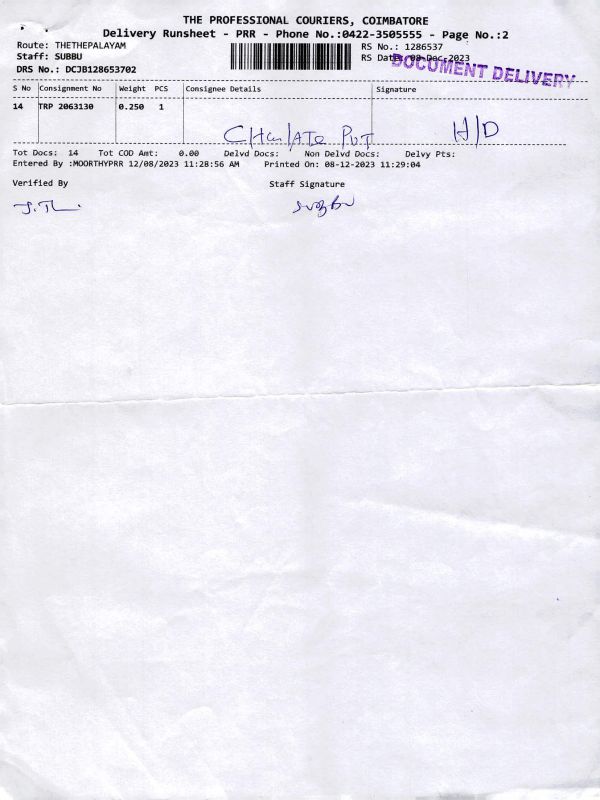 THE PROFESSIONAL COURIERS, COIMBATORE
Delivery Runsheet - PRR - Phone No.:0422-3505555 - Page No.:2
Route: THETHEPALAYAM
RS No.: 1286537
Staff: SUBBU
RS Date: 08-Dec-2023
DOCUMENT DELIVERY
DRS No.: DCJB128653702
S No Consignment No Weight PCS Consignee Details Signature
14 TRP 2063130 0.250 1
H/D
Tot Docs: 14 Tot COD Amt: 0.00 Delvd Docs: Non Delvd Docs: Delvy Pts:
Entered By :MOORTHYPRR 12/08/2023 11:28:56 AM Printed On: 08-12-2023 11:29:04
Verified By Staff Signature